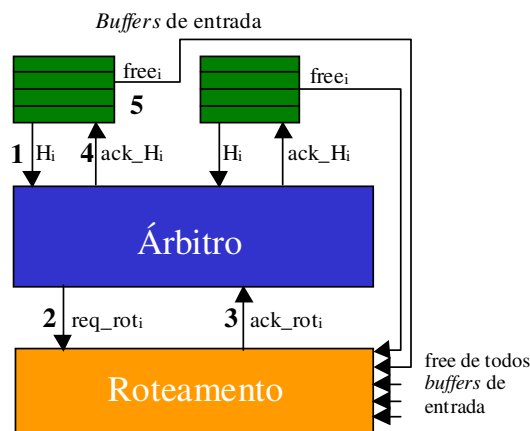 Buffers de entrada
freeᵢ
freeᵢ
5
1 Hᵢ
4 ack_Hᵢ
Hᵢ
ack_Hᵢ
Árbitro
2 req_rotᵢ
3 ack_rotᵢ
Roteamento
free de todos
buffers de
entrada